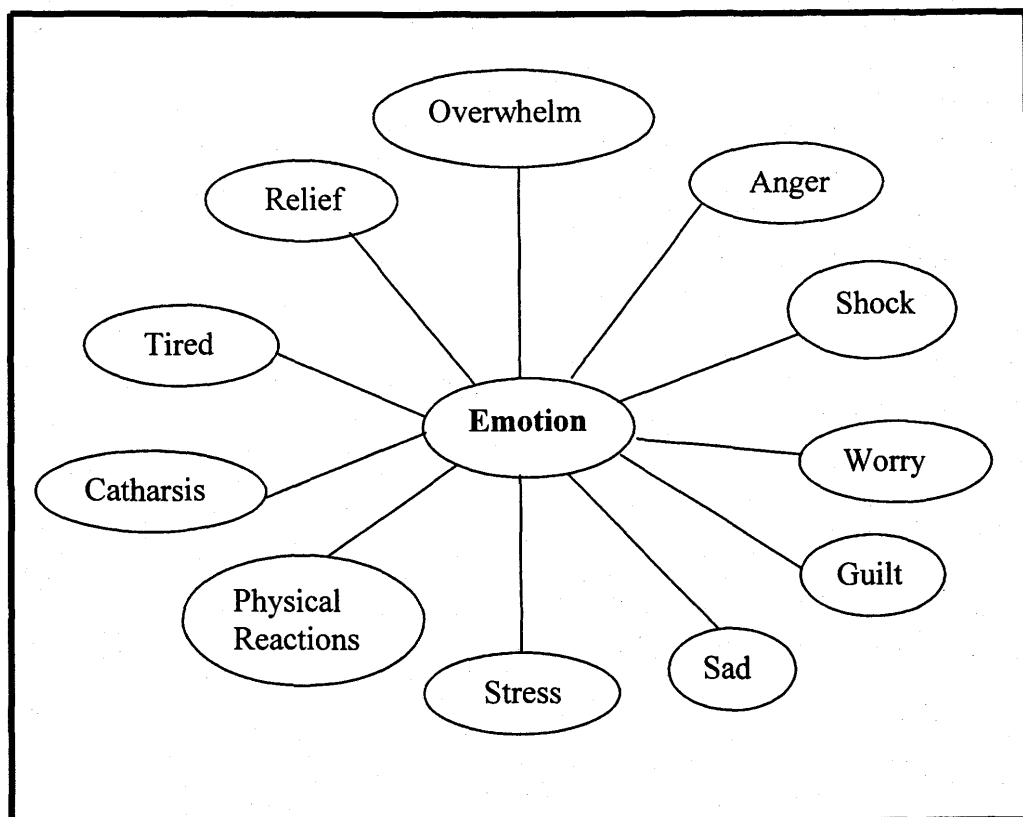 Overwhelm
Relief
Anger
Shock
Tired
Emotion
Worry
Catharsis
Guilt
Physical
Reactions
Sad
Stress